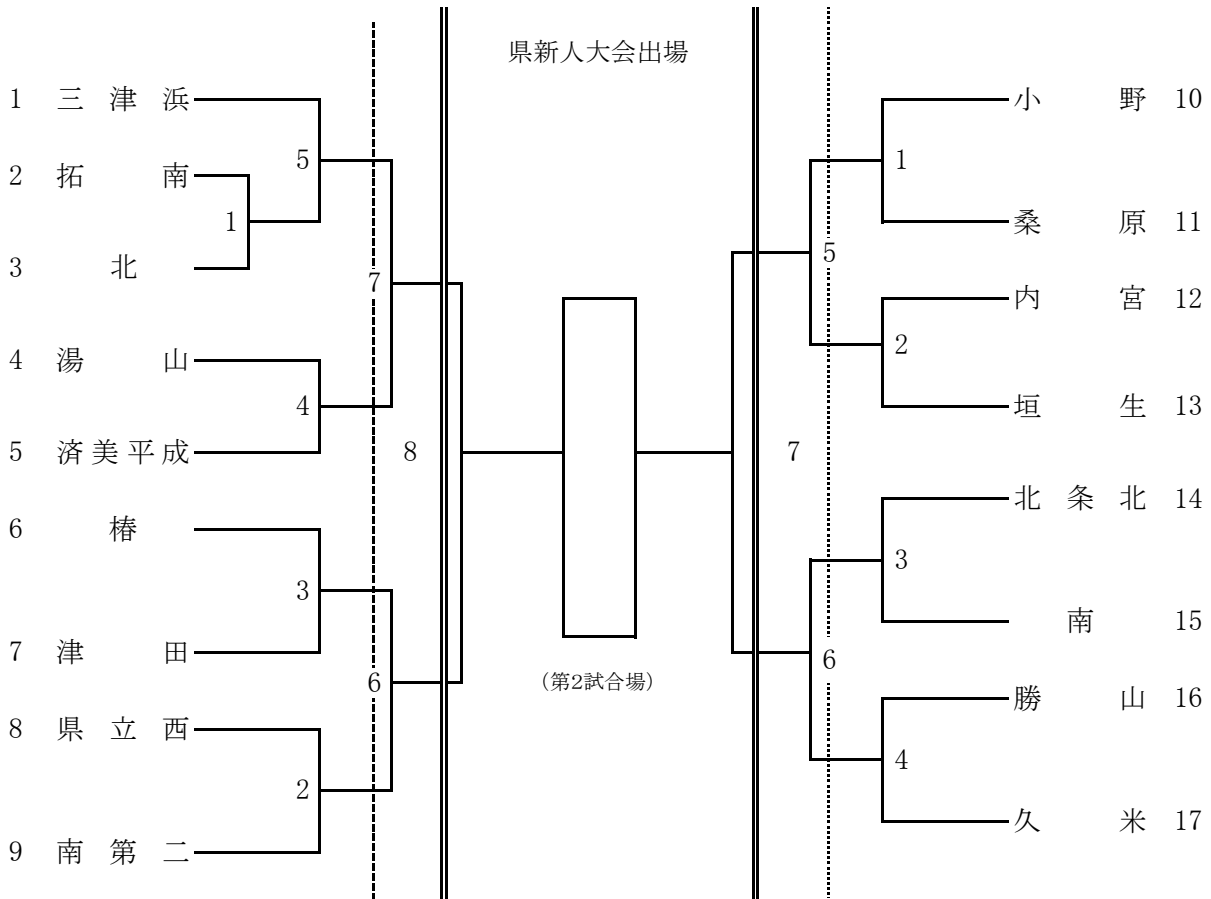 県新人大会出場
1 三津浜
5
2 拓南
1
3 北
7
4 湯山
4
5 済美平成
8
6 椿
3
7 津田
6
8 県立西
2
9 南第二
(第2試合場)
小野 10
1
桑原 11
5
内宮 12
2
垣生 13
7
北条北 14
3
南 15
6
勝山 16
4
久米 17